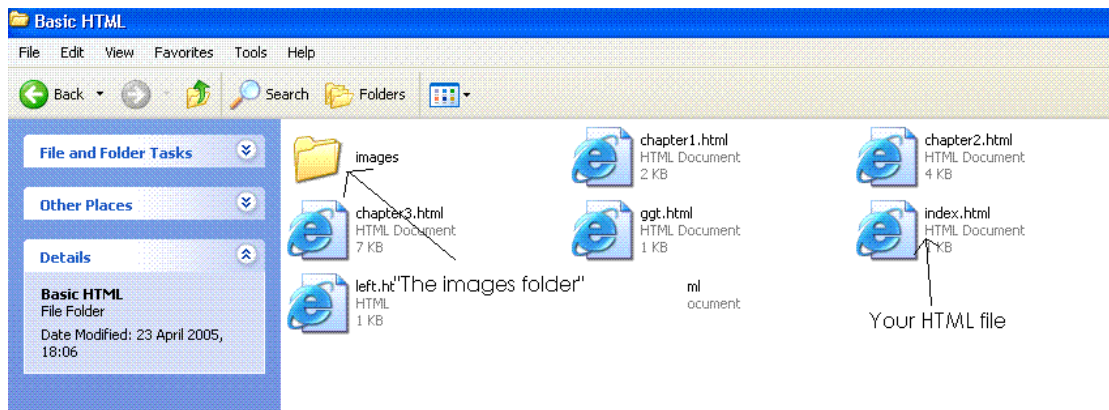 Basic HTML
File Edit View Favorites Tools Help
Back Search Folders
File and Folder Tasks
Other Places
Details
Basic HTML
File Folder
Date Modified: 23 April 2005,
18:06
images
chapter1.html
HTML Document
2 KB
chapter2.html
HTML Document
4 KB
chapter3.html
HTML Document
7 KB
ggt.html
HTML Document
1 KB
index.html
HTML Document
KB
left.ht
HTML
1 KB
"The images folder"
ml
ocument
Your HTML file